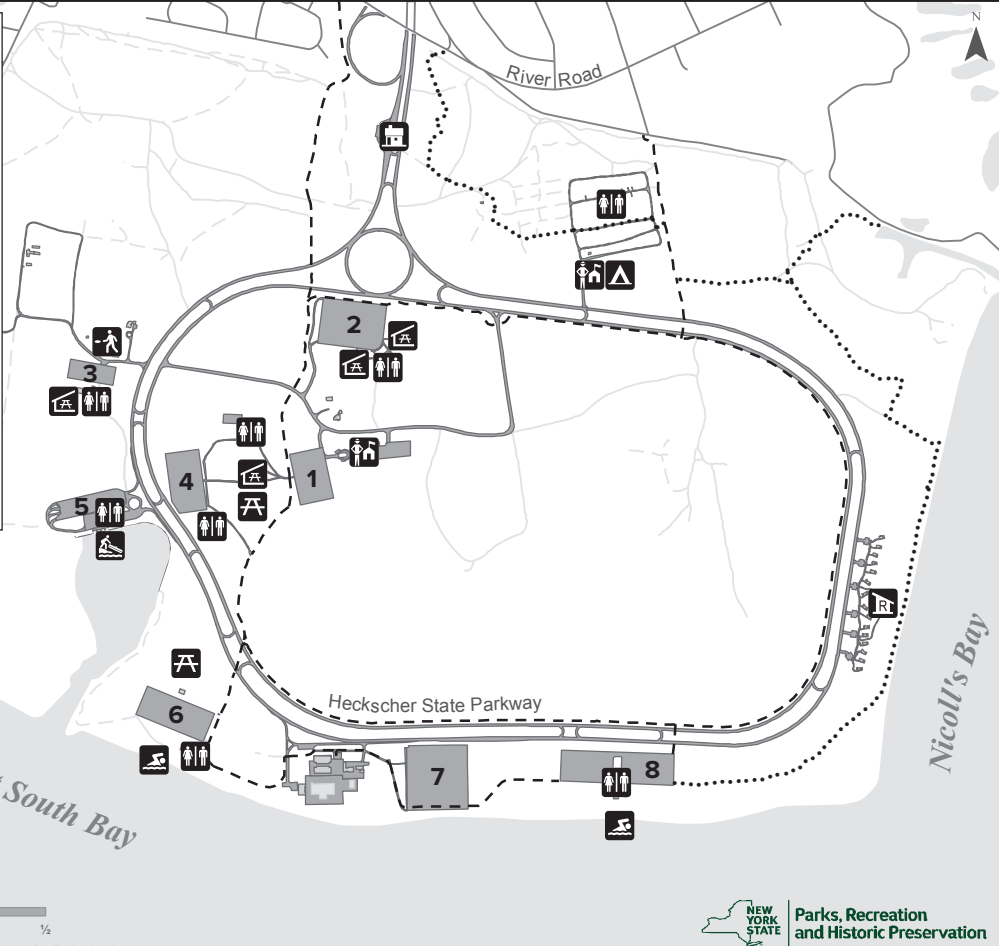 N
River Road
2
3
1
4
5
R
Nicoll's Bay
Heckscher State Parkway
6
7
8
South Bay
½
NEW
YORK
STATE
Parks, Recreation
and Historic Preservation